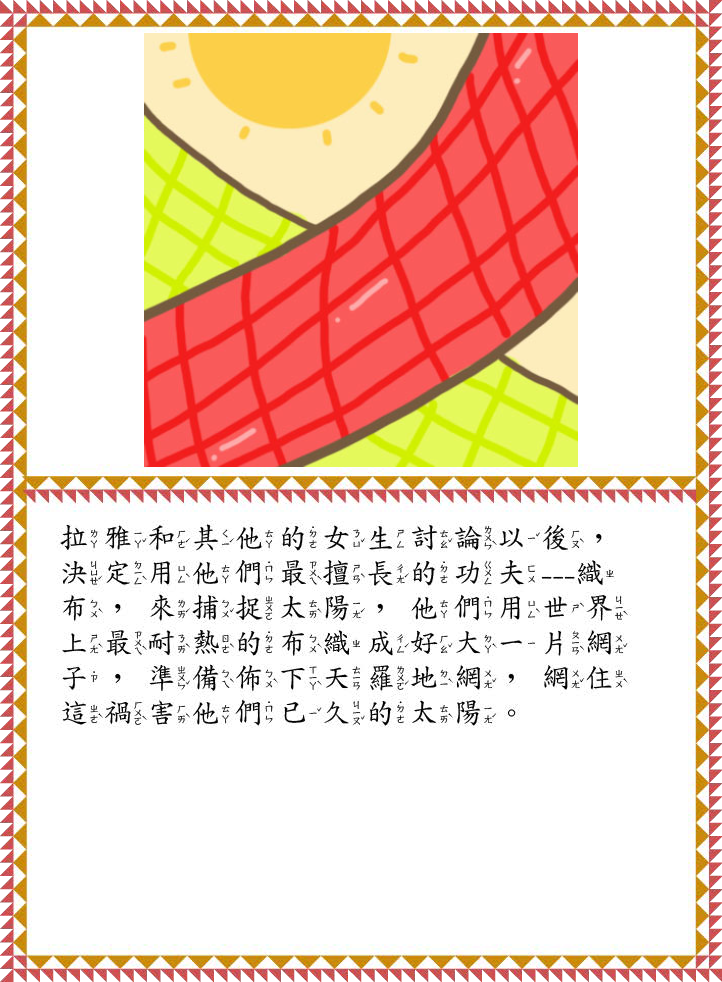 拉雅和其他的女生討論以後，
決定用他們最擅長的功夫---織
布，來捕捉太陽，他們用世界
上最耐熱的布織成好大一片網
子，準備佈下天羅地網，網住
這禍害他們已久的太陽。